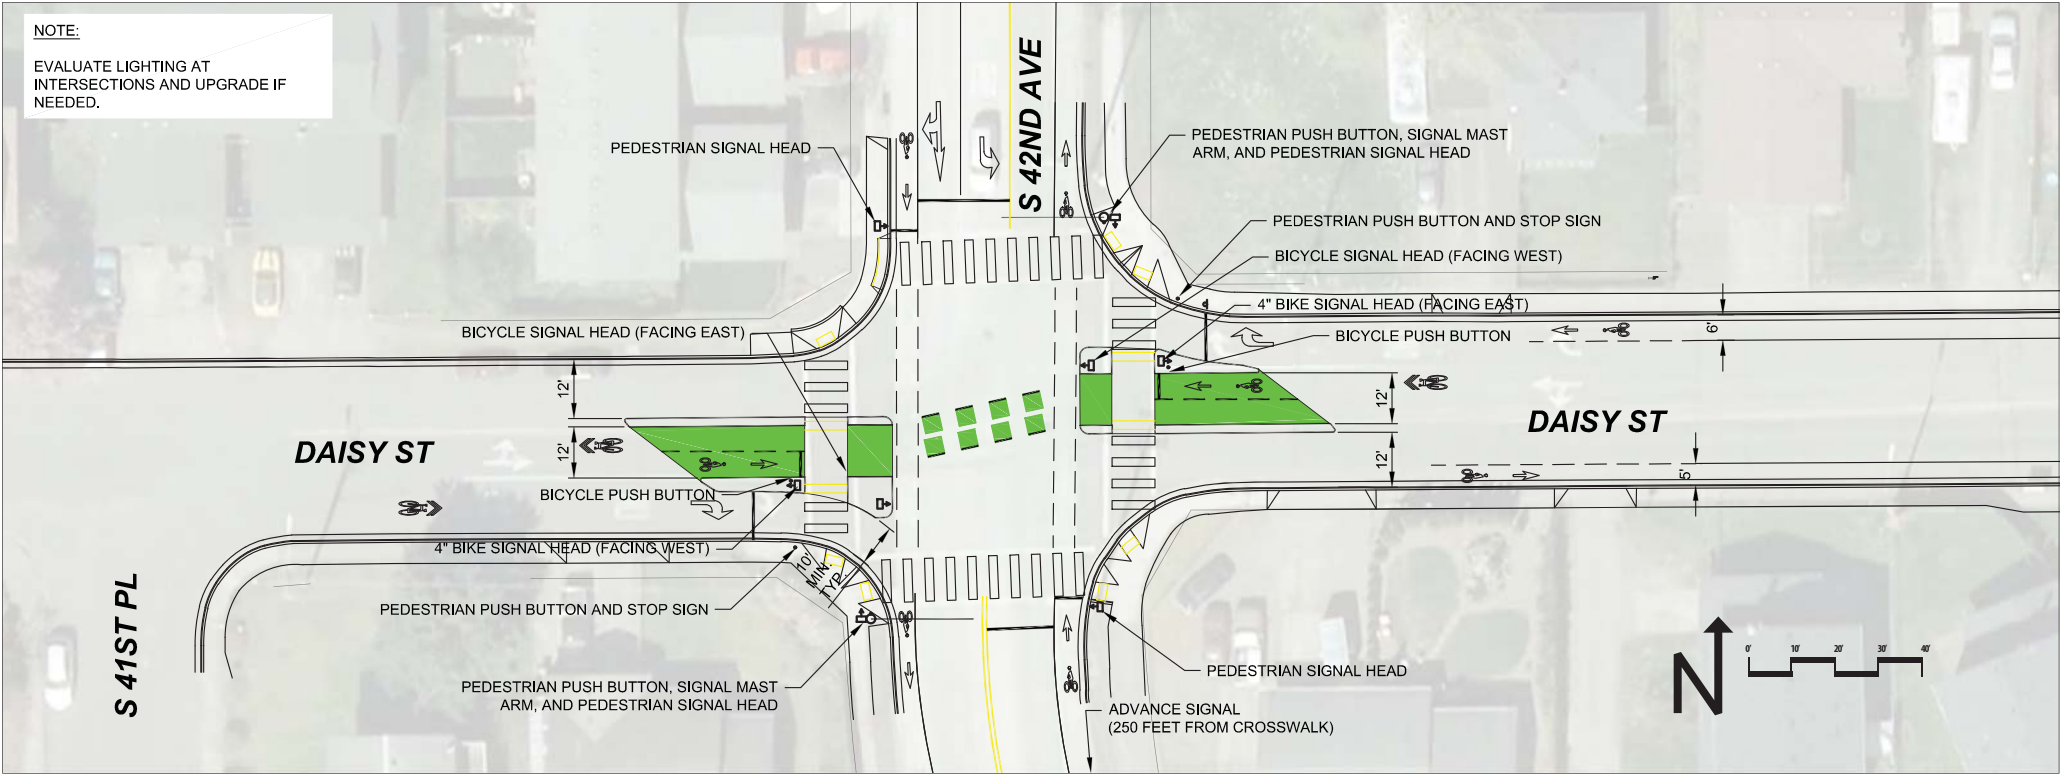 NOTE:
EVALUATE LIGHTING AT
INTERSECTIONS AND UPGRADE IF
NEEDED.
S 42ND AVE
PEDESTRIAN SIGNAL HEAD
PEDESTRIAN PUSH BUTTON, SIGNAL MAST
ARM, AND PEDESTRIAN SIGNAL HEAD
PEDESTRIAN PUSH BUTTON AND STOP SIGN
BICYCLE SIGNAL HEAD (FACING WEST)
4" BIKE SIGNAL HEAD (FACING EAST)
BICYCLE SIGNAL HEAD (FACING EAST)
BICYCLE PUSH BUTTON
6'
12'
12'
DAISY ST
12'
12'
DAISY ST
5'
BICYCLE PUSH BUTTON
4" BIKE SIGNAL HEAD (FACING WEST)
10'
MIN.
TYP.
PEDESTRIAN PUSH BUTTON AND STOP SIGN
S 41ST PL
PEDESTRIAN PUSH BUTTON, SIGNAL MAST
ARM, AND PEDESTRIAN SIGNAL HEAD
PEDESTRIAN SIGNAL HEAD
ADVANCE SIGNAL
(250 FEET FROM CROSSWALK)
N
0' 10' 20' 30' 40'